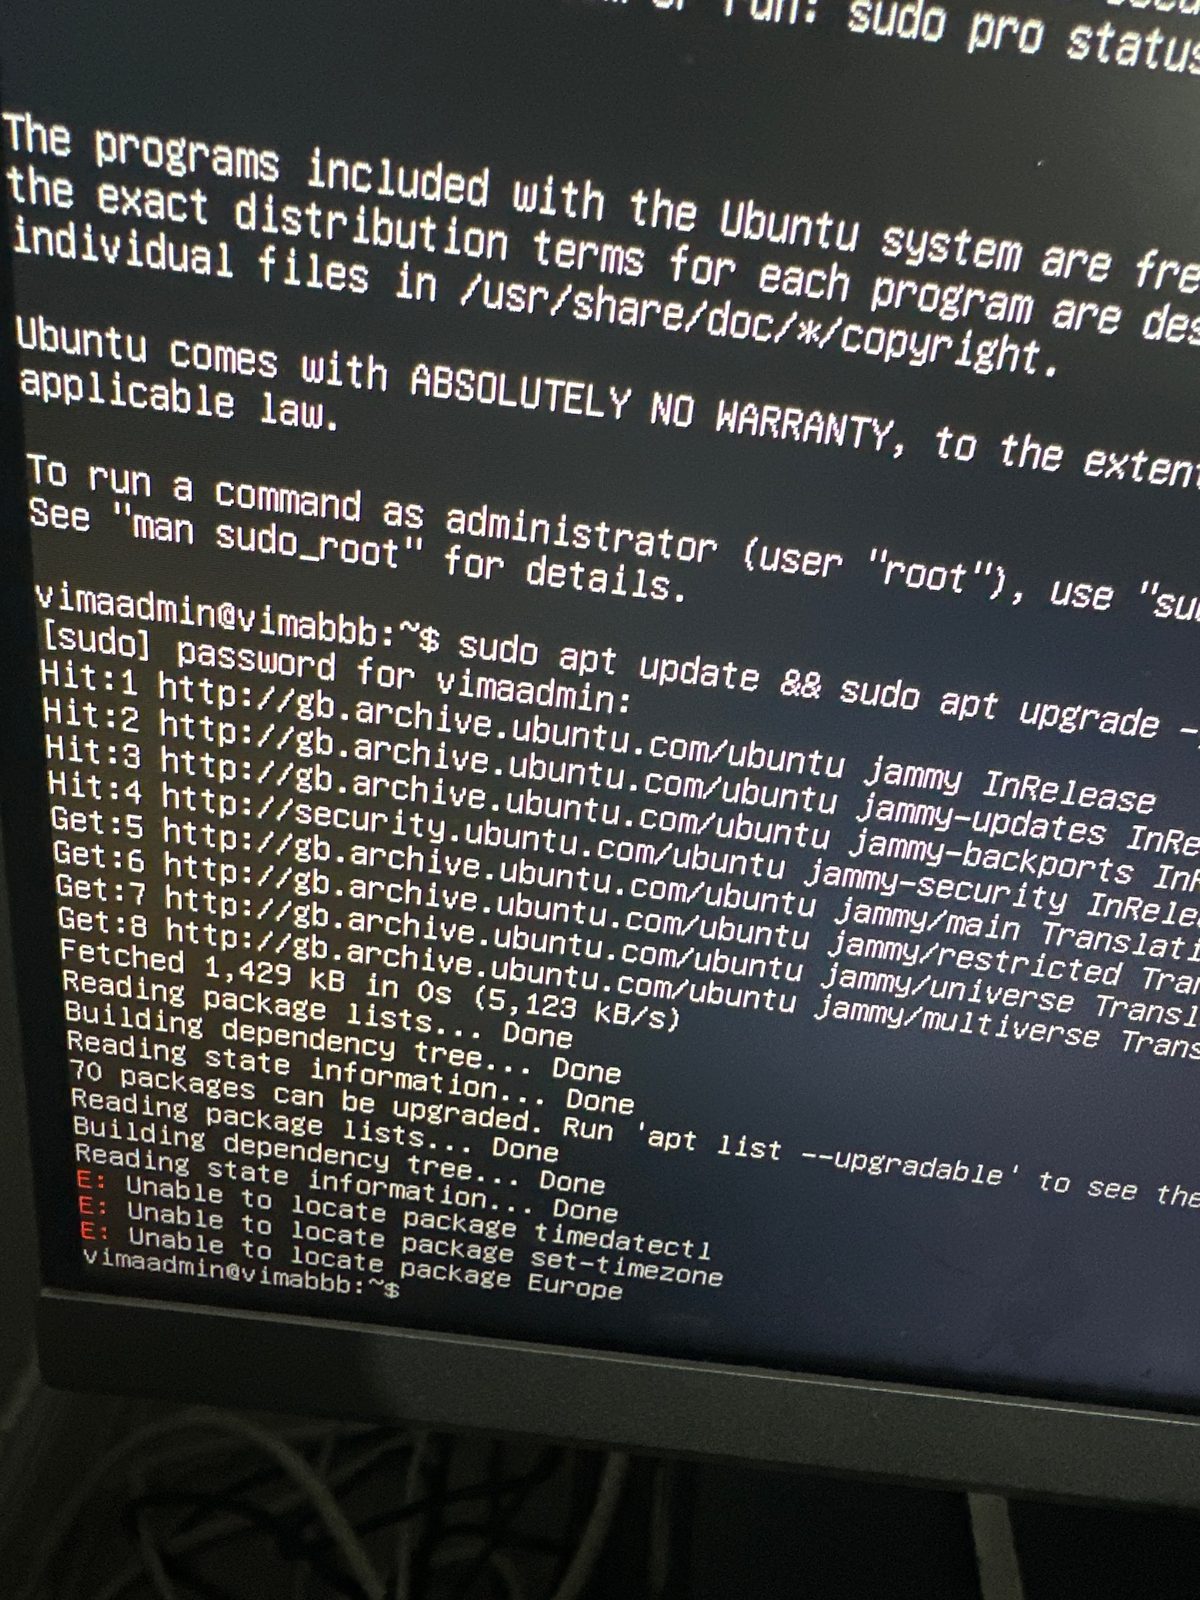 run: sudo pro status
The programs included with the Ubuntu system are fre
the exact distribution terms for each program are des
individual files in /usr/share/doc/*/copyright.
Ubuntu comes with ABSOLUTELY NO WARRANTY, to the extent
applicable law.
To run a command as administrator (user "root"), use "su
See "man sudo_root" for details.
vimaadmin@vimabbb:~$ sudo apt update && sudo apt upgrade -
[sudo] password for vimaadmin:
Hit:1 http://gb.archive.ubuntu.com/ubuntu jammy InRelease
Hit:2 http://gb.archive.ubuntu.com/ubuntu jammy-updates InRe
Hit:3 http://gb.archive.ubuntu.com/ubuntu jammy-backports InR
Hit:4 http://security.ubuntu.com/ubuntu jammy-security InRele
Get:5 http://gb.archive.ubuntu.com/ubuntu jammy/main Translati
Get:6 http://gb.archive.ubuntu.com/ubuntu jammy/restricted Tran
Get:7 http://gb.archive.ubuntu.com/ubuntu jammy/universe Transl
Get:8 http://gb.archive.ubuntu.com/ubuntu jammy/multiverse Trans
Fetched 1,429 kB in 0s (5,123 kB/s)
Reading package lists... Done
Building dependency tree... Done
Reading state information... Done
70 packages can be upgraded. Run 'apt list --upgradable' to see the
Reading package lists... Done
Building dependency tree... Done
Reading state information... Done
E: Unable to locate package timedatectl
E: Unable to locate package set-timezone
E: Unable to locate package Europe
vimaadmin@vimabbb:~$